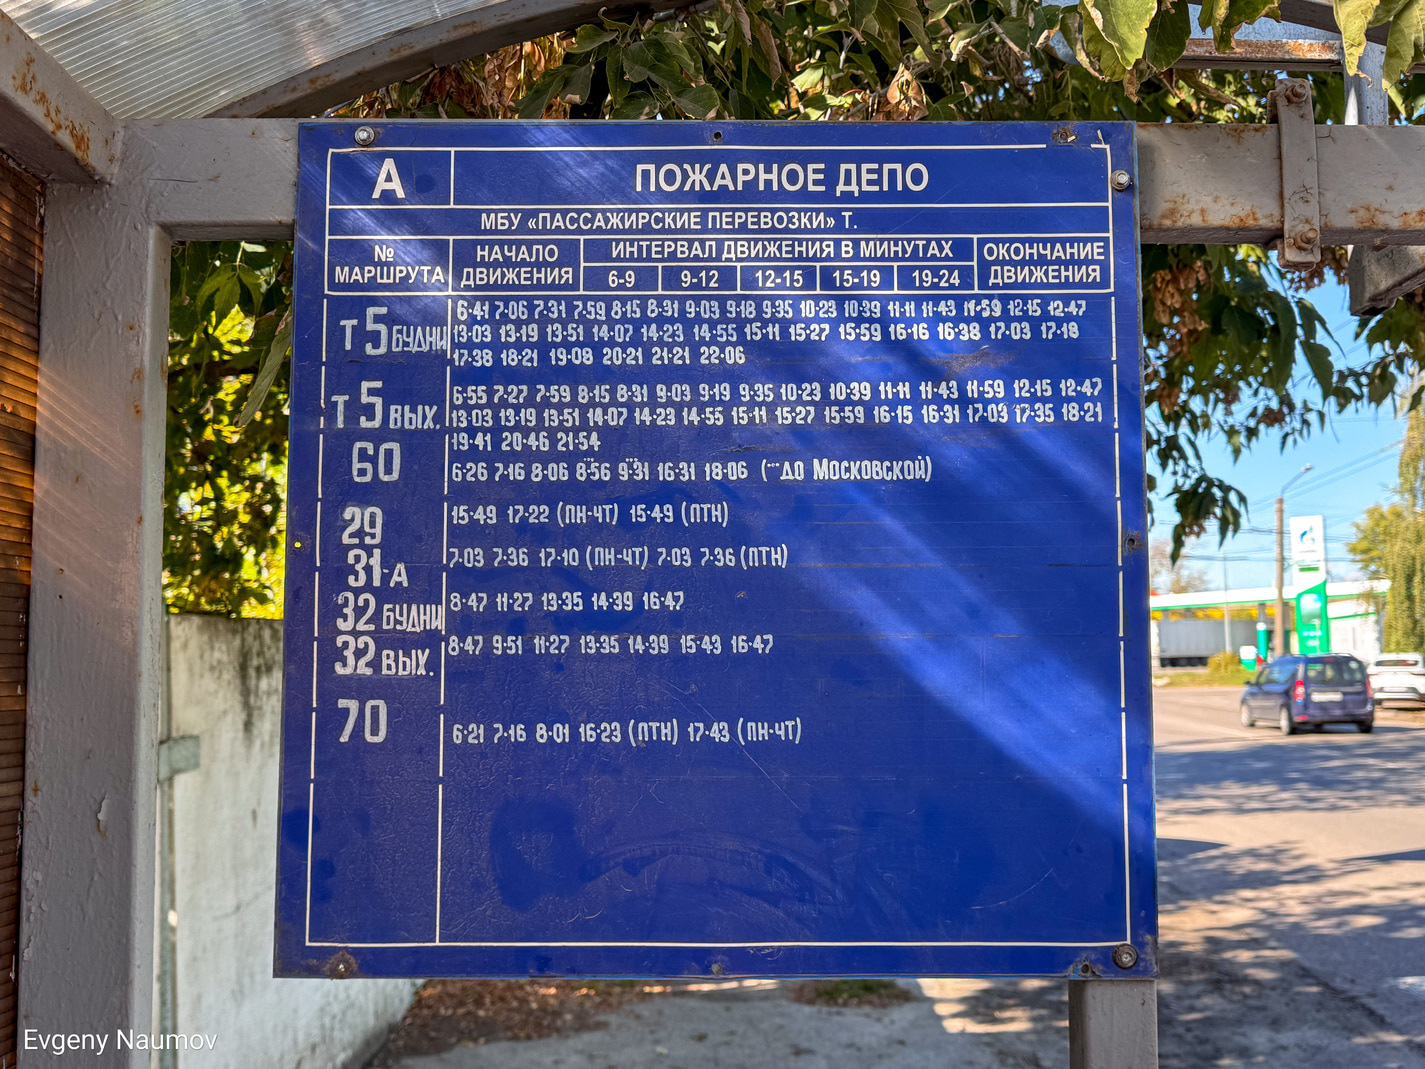 А ПОЖАРНОЕ ДЕПО
МБУ «ПАССАЖИРСКИЕ ПЕРЕВОЗКИ» Т.
№ МАРШРУТА НАЧАЛО ДВИЖЕНИЯ ИНТЕРВАЛ ДВИЖЕНИЯ В МИНУТАХ ОКОНЧАНИЕ ДВИЖЕНИЯ
6-9 9-12 12-15 15-19 19-24
Т 5 БУДНИ 6-41 7-06 7-31 7-59 8-15 8-31 9-03 9-18 9-35 10-23 10-39 11-11 11-43 11-59 12-15 12-47
13-03 13-19 13-51 14-07 14-23 14-55 15-11 15-27 15-59 16-16 16-38 17-03 17-18
17-38 18-21 19-08 20-21 21-21 22-06
Т 5 ВЫХ. 6-55 7-27 7-59 8-15 8-31 9-03 9-19 9-35 10-23 10-39 11-11 11-43 11-59 12-15 12-47
13-03 13-19 13-51 14-07 14-23 14-55 15-11 15-27 15-59 16-15 16-31 17-03 17-35 18-21
19-41 20-46 21-54
60 6-26 7-16 8-06 8-56 9-31 16-31 18-06 (··· ДО МОСКОВСКОЙ)
29 15-49 17-22 (ПН-ЧТ) 15-49 (ПТН)
31-А 7-03 7-36 17-10 (ПН-ЧТ) 7-03 7-36 (ПТН)
32 БУДНИ 8-47 11-27 13-35 14-39 16-47
32 ВЫХ. 8-47 9-51 11-27 13-35 14-39 15-43 16-47
70 6-21 7-16 8-01 16-23 (ПТН) 17-43 (ПН-ЧТ)
Evgeny Naumov